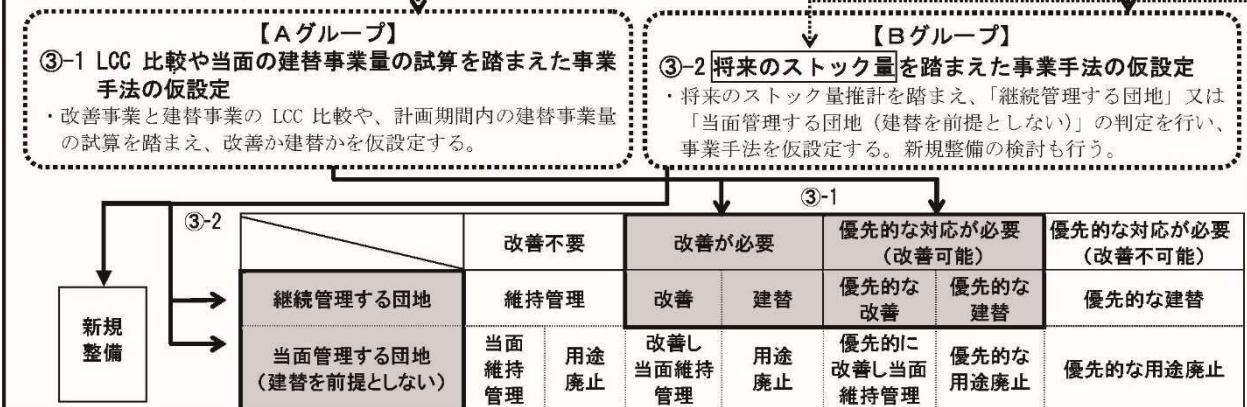 【Aグループ】
③-1 LCC 比較や当面の建替事業量の試算を踏まえた事業
手法の仮設定
・改善事業と建替事業の LCC 比較や、計画期間内の建替事業量
の試算を踏まえ、改善か建替かを仮設定する。
【Bグループ】
③-2 将来のストック量を踏まえた事業手法の仮設定
・将来のストック量推計を踏まえ、「継続管理する団地」又は
「当面管理する団地（建替を前提としない）」の判定を行い、
事業手法を仮設定する。新規整備の検討も行う。
③-1
③-2
改善不要
改善が必要
優先的な対応が必要
（改善可能）
優先的な対応が必要
（改善不可能）
継続管理する団地
維持管理
改善
建替
優先的な
改善
優先的な
建替
優先的な建替
新規
整備
当面管理する団地
（建替を前提としない）
当面
維持
管理
用途
廃止
改善し
当面維持
管理
用途
廃止
優先的に
改善し当面
維持管理
優先的な
用途廃止
優先的な用途廃止